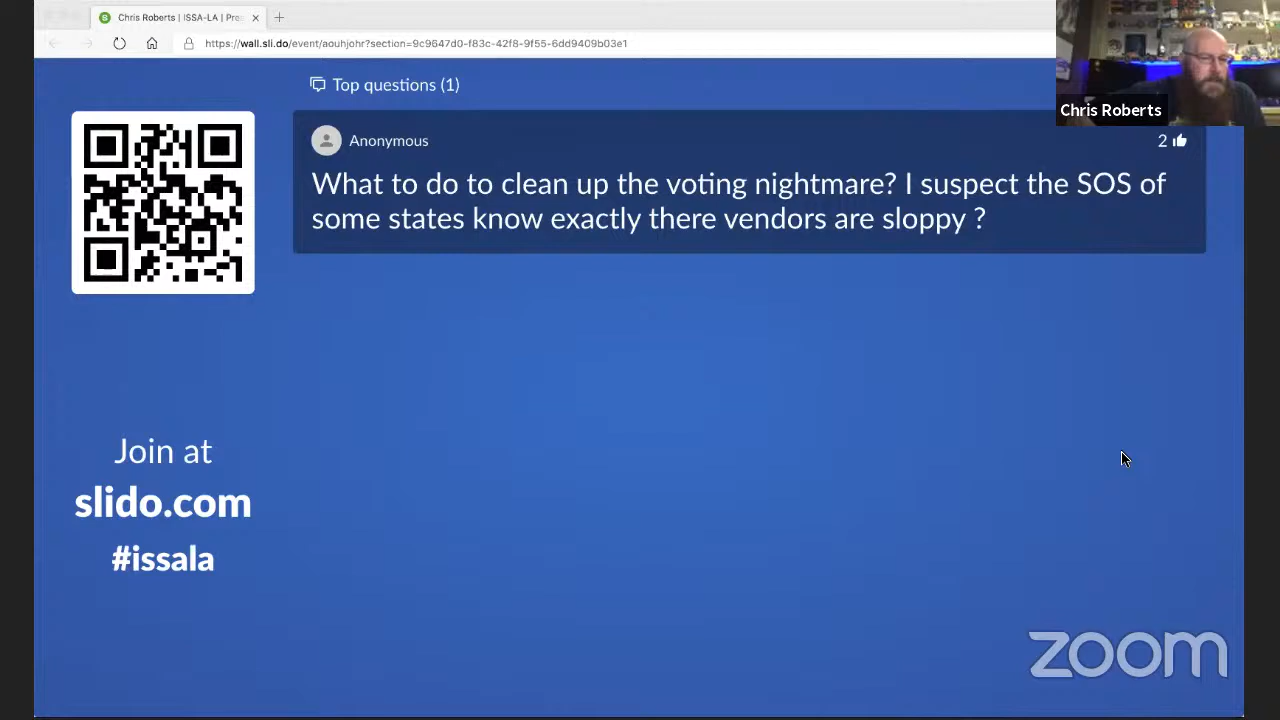 Chris Roberts | ISSA-LA | Pre
https://wall.sli.do/event/aouhjohr?section=9c9647d0-f83c-42f8-9f55-6dd9409b03e1
Chris Roberts
Top questions (1)
Anonymous
2
What to do to clean up the voting nightmare? I suspect the SOS of
some states know exactly there vendors are sloppy ?
Join at
slido.com
#issala
zoom